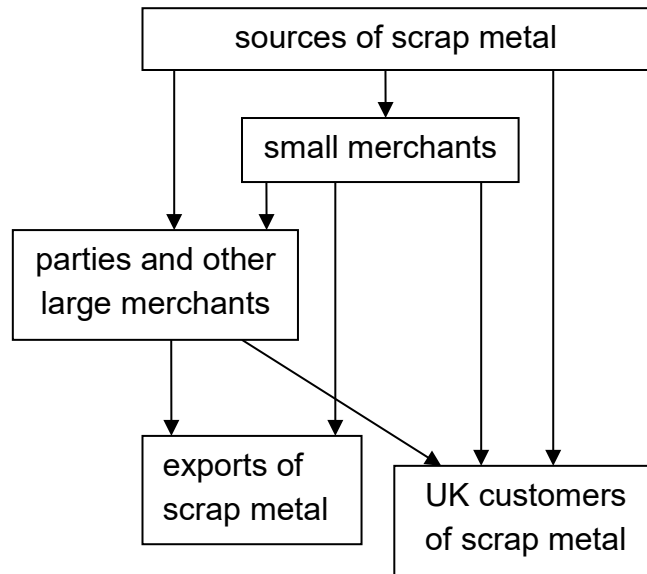 sources of scrap metal
small merchants
parties and other
large merchants
exports of
scrap metal
UK customers
of scrap metal